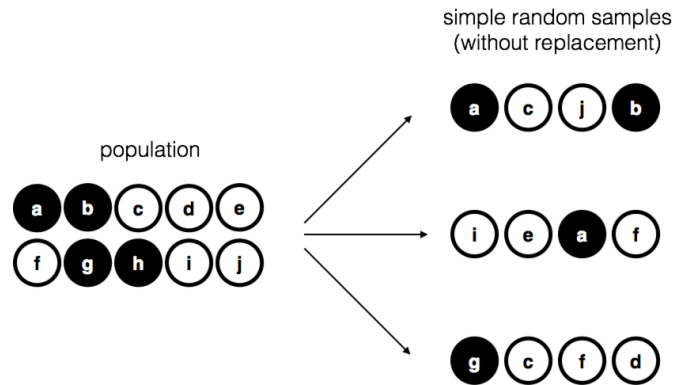 simple random samples
(without replacement)
a c j b
population
a b c d e
i e a f
f g h i j
g c f d